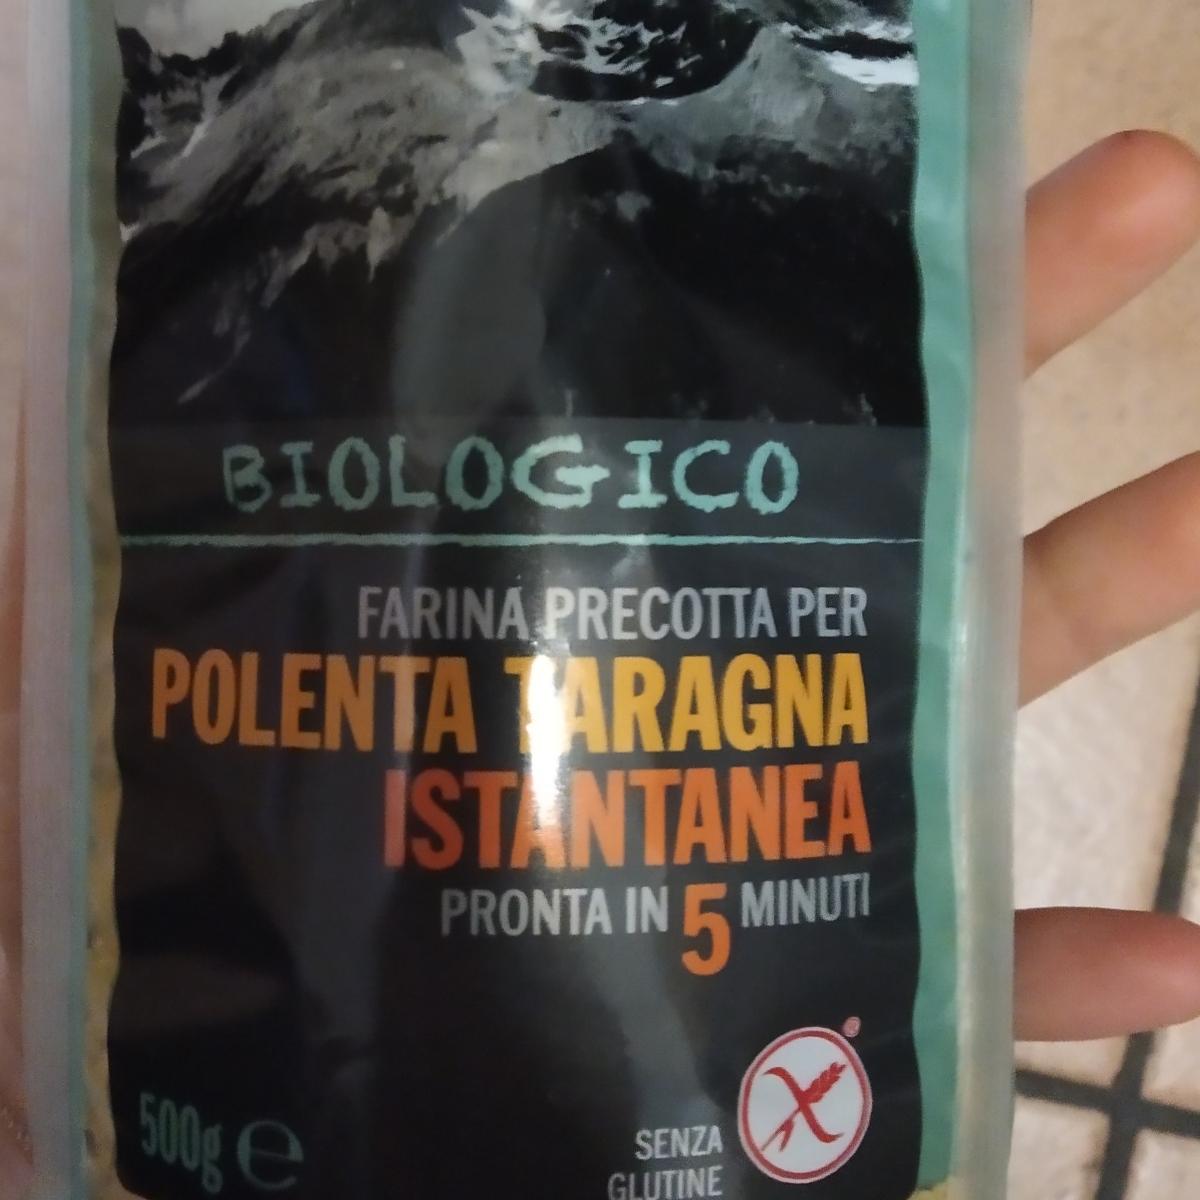 BIOLOGICO
FARINA PRECOTTA PER
POLENTA TARAGNA
ISTANTANEA
PRONTA IN 5 MINUTI
500g ℮
SENZA
GLUTINE
®